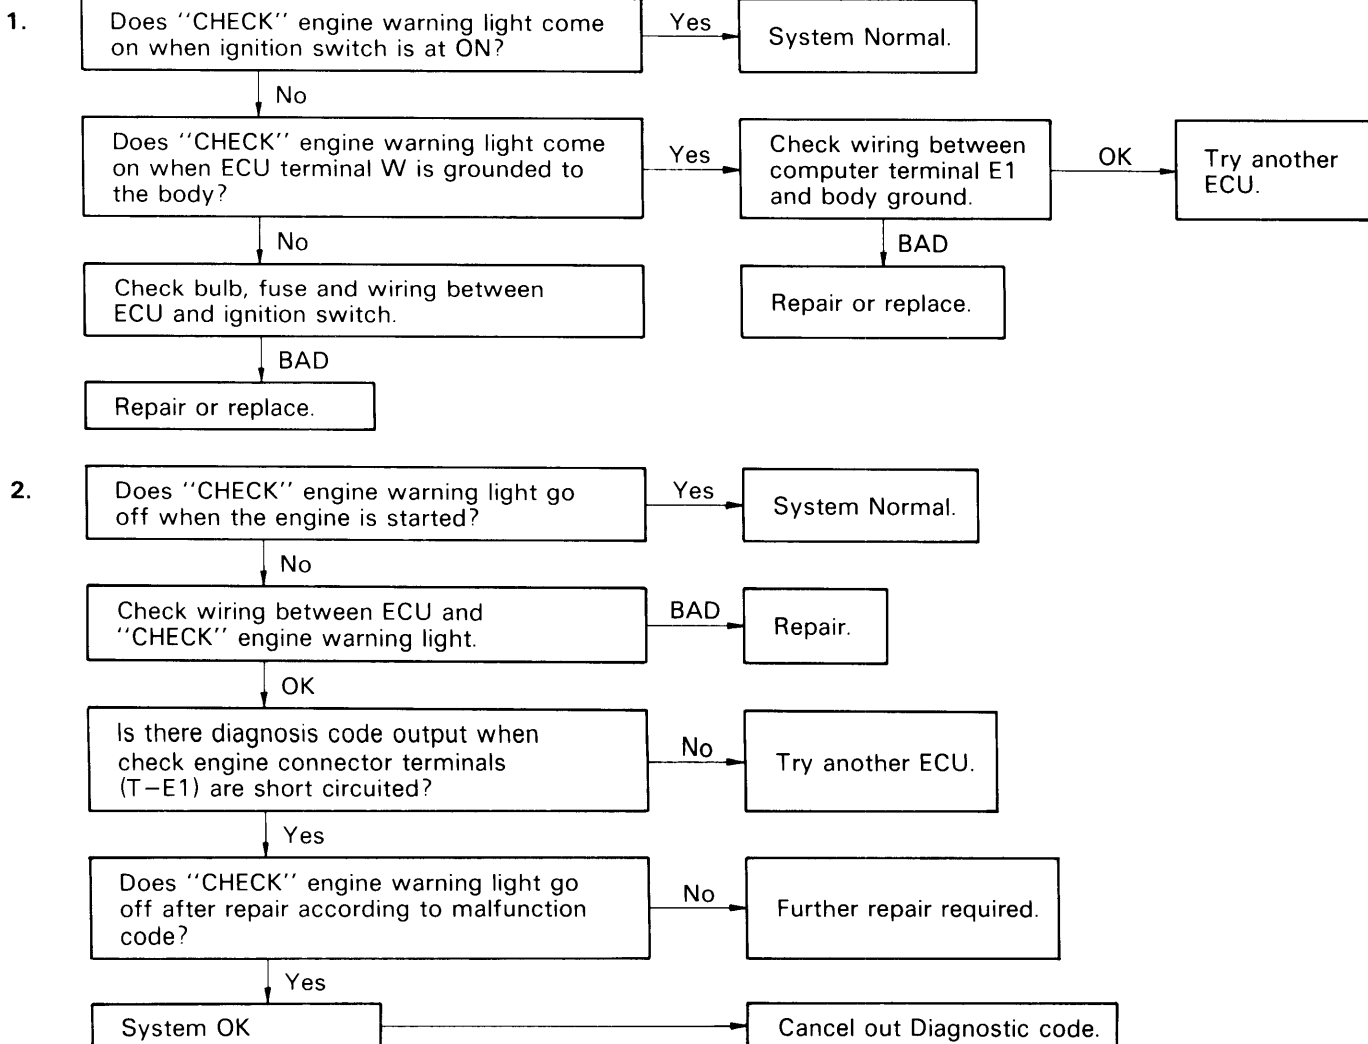 1.
Does ‘‘CHECK’’ engine warning light come
on when ignition switch is at ON?
Yes
System Normal.
No
Does ‘‘CHECK’’ engine warning light come
on when ECU terminal W is grounded to
the body?
Yes
Check wiring between
computer terminal E1
and body ground.
OK
Try another
ECU.
No
BAD
Check bulb, fuse and wiring between
ECU and ignition switch.
Repair or replace.
BAD
Repair or replace.
2.
Does ‘‘CHECK’’ engine warning light go
off when the engine is started?
Yes
System Normal.
No
Check wiring between ECU and
‘‘CHECK’’ engine warning light.
BAD
Repair.
OK
Is there diagnosis code output when
check engine connector terminals
(T–E1) are short circuited?
No
Try another ECU.
Yes
Does ‘‘CHECK’’ engine warning light go
off after repair according to malfunction
code?
No
Further repair required.
Yes
System OK
Cancel out Diagnostic code.